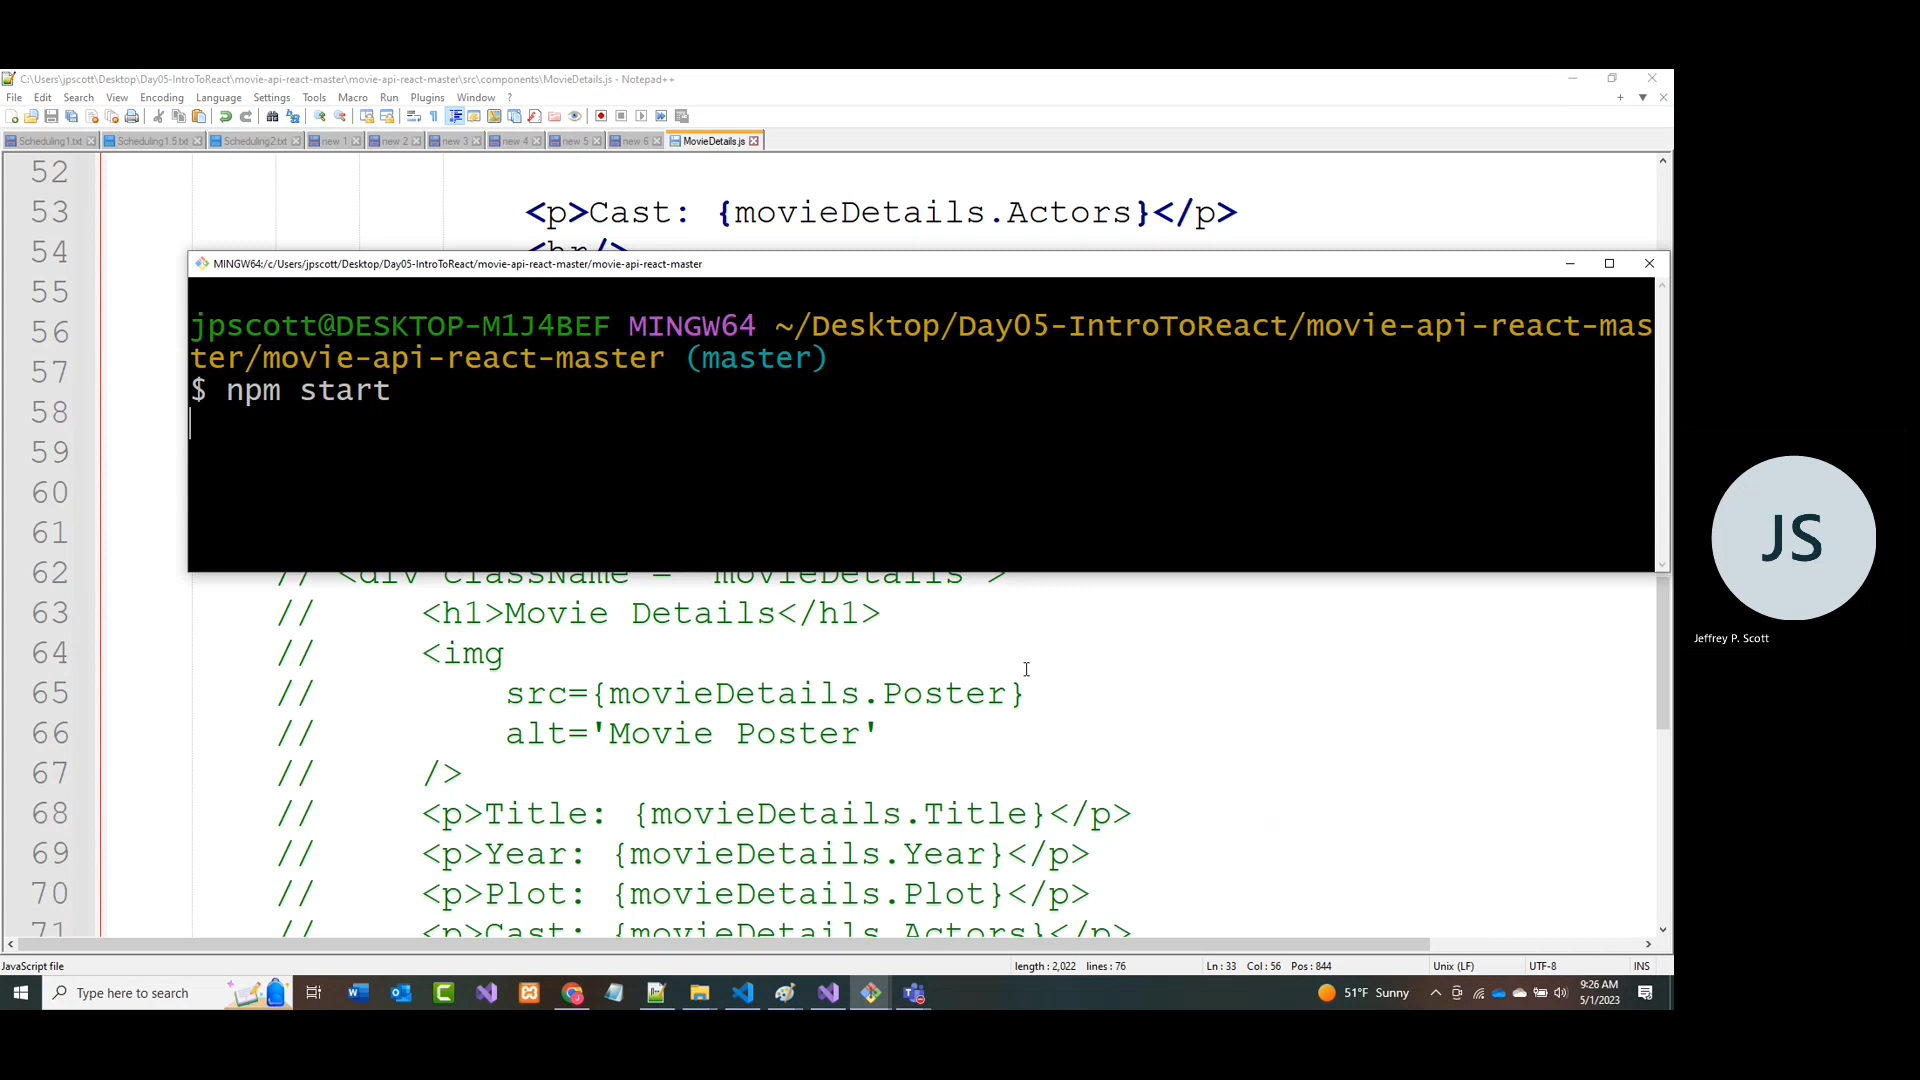 C:\Users\jpscott\Desktop\Day05-IntroToReact\movie-api-react-master\movie-api-react-master\src\components\MovieDetails.js - Notepad++
File Edit Search View Encoding Language Settings Tools Macro Run Plugins Window ?
Scheduling1.txt Scheduling1.5.txt Scheduling2.txt new 1 new 2 new 3 new 4 new 5 new 6 MovieDetails.js
52
53 <p>Cast: {movieDetails.Actors}</p>
54 <br/>
MINGW64:/c/Users/jpscott/Desktop/Day05-IntroToReact/movie-api-react-master/movie-api-react-master
55
jpscott@DESKTOP-M1J4BEF MINGW64 ~/Desktop/Day05-IntroToReact/movie-api-react-mas
56
ter/movie-api-react-master (master)
57
$ npm start
58
59
60
61
62 // <div className = "movieDetails">
63 // <h1>Movie Details</h1>
64 // <img
65 // src={movieDetails.Poster}
66 // alt='Movie Poster'
67 // />
68 // <p>Title: {movieDetails.Title}</p>
69 // <p>Year: {movieDetails.Year}</p>
70 // <p>Plot: {movieDetails.Plot}</p>
71 // <p>Cast: {movieDetails.Actors}</p>
JS
Jeffrey P. Scott
JavaScript file length : 2,022 lines : 76 Ln : 33 Col : 56 Pos : 844 Unix (LF) UTF-8 INS
Type here to search 51°F Sunny 9:26 AM
5/1/2023